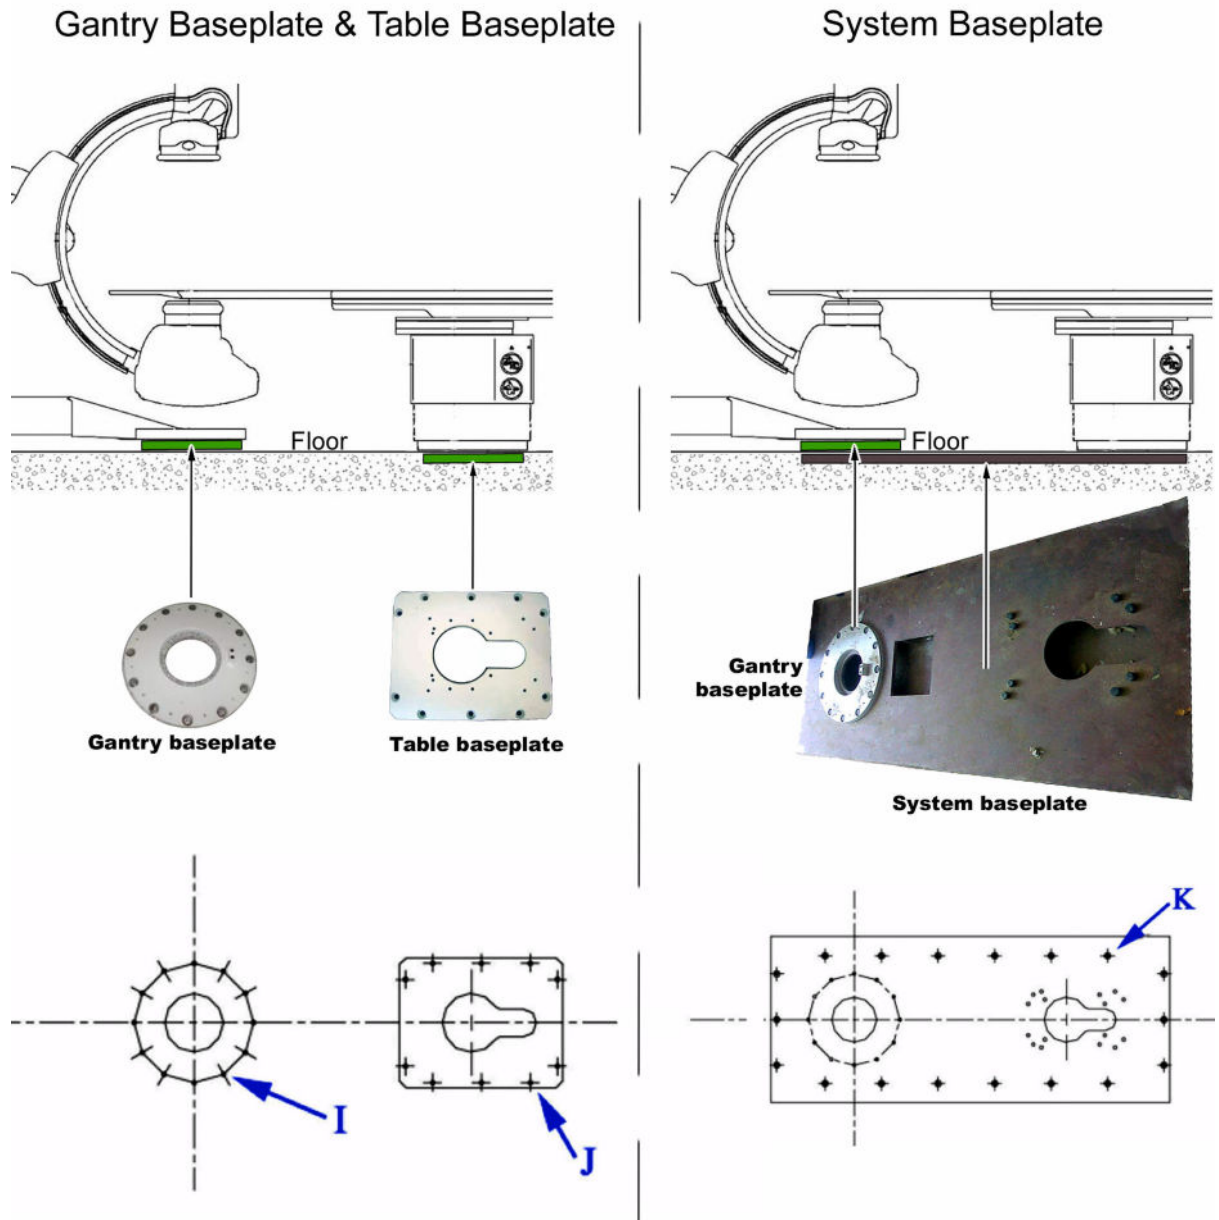 Gantry Baseplate & Table Baseplate
System Baseplate
Floor
Floor
Gantry baseplate
Table baseplate
Gantry
baseplate
System baseplate
I
J
K